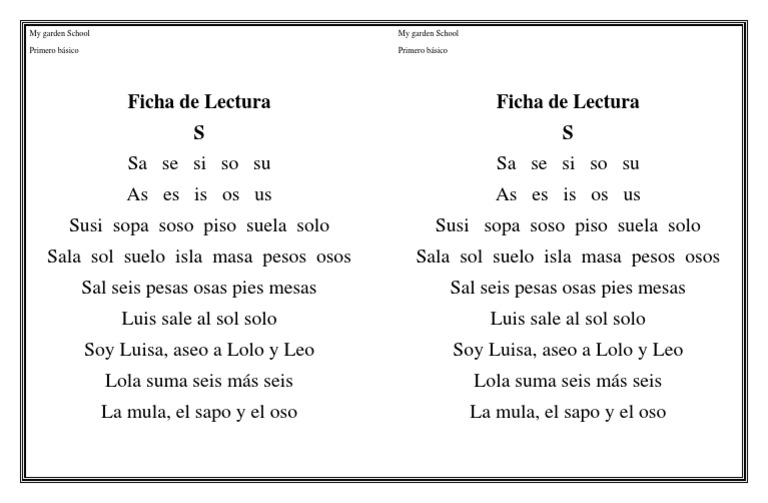 My garden School
Primero básico
Ficha de Lectura
S
Sa se si so su
As es is os us
Susi sopa soso piso suela solo
Sala sol suelo isla masa pesos osos
Sal seis pesas osas pies mesas
Luis sale al sol solo
Soy Luisa, aseo a Lolo y Leo
Lola suma seis más seis
La mula, el sapo y el oso
My garden School
Primero básico
Ficha de Lectura
S
Sa se si so su
As es is os us
Susi sopa soso piso suela solo
Sala sol suelo isla masa pesos osos
Sal seis pesas osas pies mesas
Luis sale al sol solo
Soy Luisa, aseo a Lolo y Leo
Lola suma seis más seis
La mula, el sapo y el oso